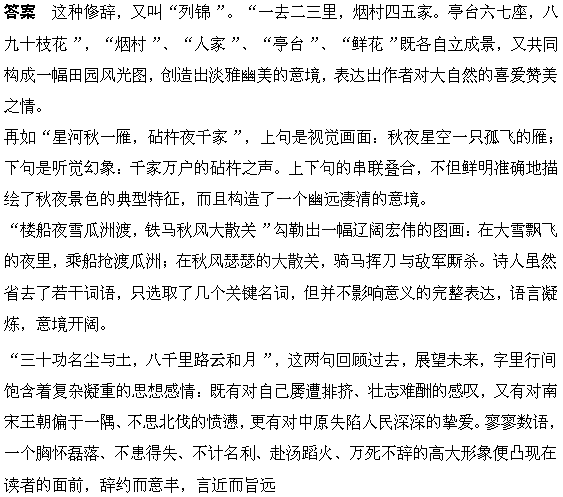 答案　这种修辞，又叫“列锦”。“一去二三里，烟村四五家。亭台六七座，八
九十枝花”，“烟村”、“人家”、“亭台”、“鲜花”既各自立成景，又共同
构成一幅田园风光图，创造出淡雅幽美的意境，表达出作者对大自然的喜爱赞美
之情。
再如“星河秋一雁，砧杵夜千家”，上句是视觉画面：秋夜星空一只孤飞的雁；
下句是听觉幻象：千家万户的砧杵之声。上下句的串联叠合，不但鲜明准确地描
绘了秋夜景色的典型特征，而且构造了一个幽远凄清的意境。
“楼船夜雪瓜洲渡，铁马秋风大散关”勾勒出一幅辽阔宏伟的图画：在大雪飘飞
的夜里，乘船抢渡瓜洲；在秋风瑟瑟的大散关，骑马挥刀与敌军厮杀。诗人虽然
省去了若干词语，只选取了几个关键名词，但并不影响意义的完整表达，语言凝
炼，意境开阔。
“三十功名尘与土，八千里路云和月”，这两句回顾过去，展望未来，字里行间
饱含着复杂凝重的思想感情：既有对自己屡遭排挤、壮志难酬的感叹，又有对南
宋王朝偏于一隅、不思北伐的愤懑，更有对中原失陷人民深深的挚爱。寥寥数语，
一个胸怀磊落、不患得失、不计名利、赴汤蹈火、万死不辞的高大形象便凸现在
读者的面前，辞约而意丰，言近而旨远